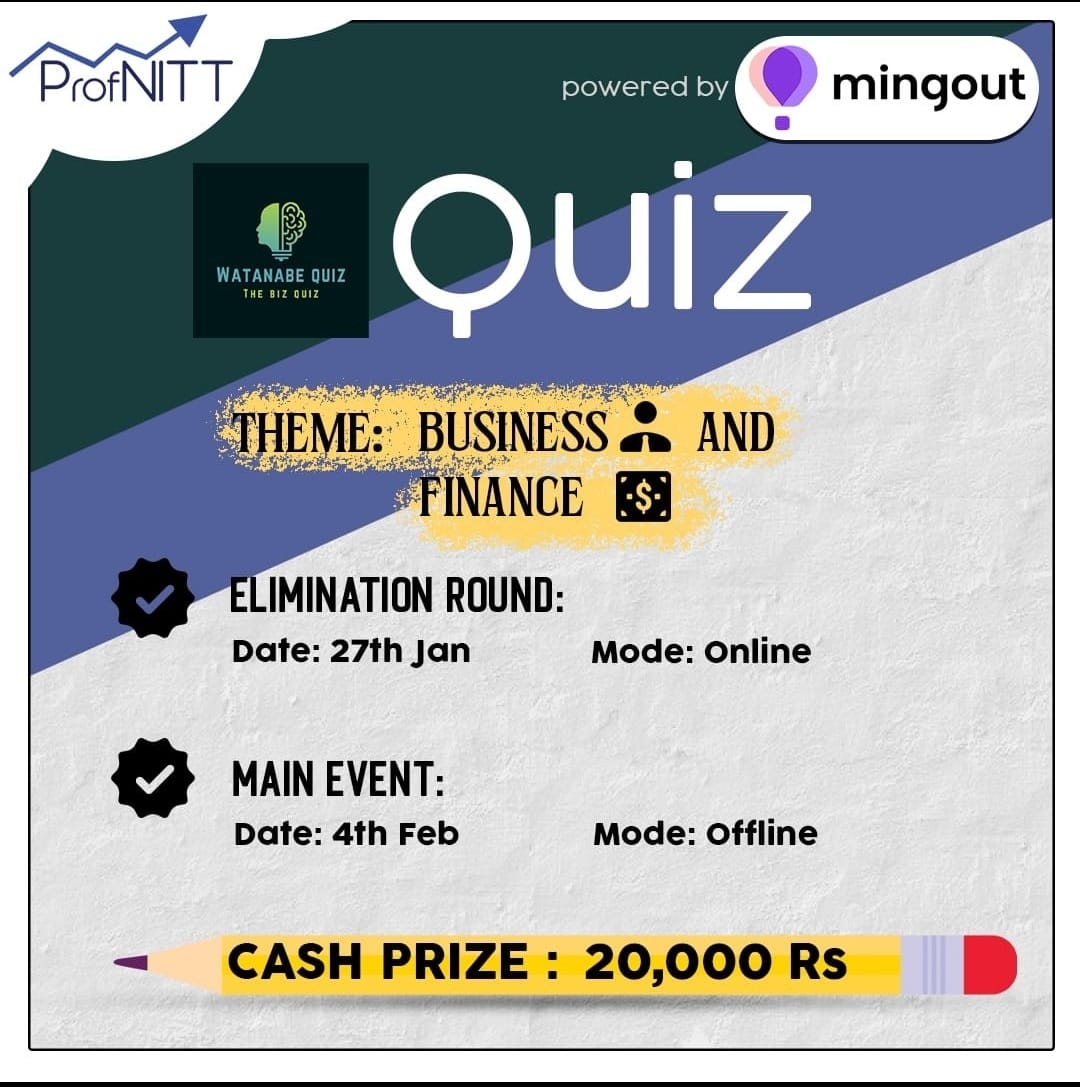 ProfNITT
powered by mingout
Quiz
WATANABE QUIZ
THE BIZ QUIZ
THEME: BUSINESS AND
FINANCE
ELIMINATION ROUND:
Date: 27th Jan Mode: Online
MAIN EVENT:
Date: 4th Feb Mode: Offline
CASH PRIZE : 20,000 Rs